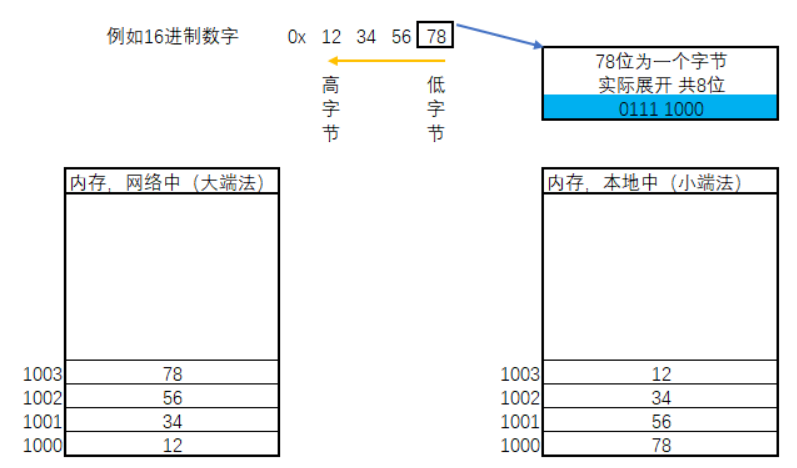 例如16进制数字 0x 12 34 56 78
高字节
低字节
78位为一个字节
实际展开 共8位
0111 1000
内存，网络中（大端法）
1003 78
1002 56
1001 34
1000 12
内存，本地中（小端法）
1003 12
1002 34
1001 56
1000 78